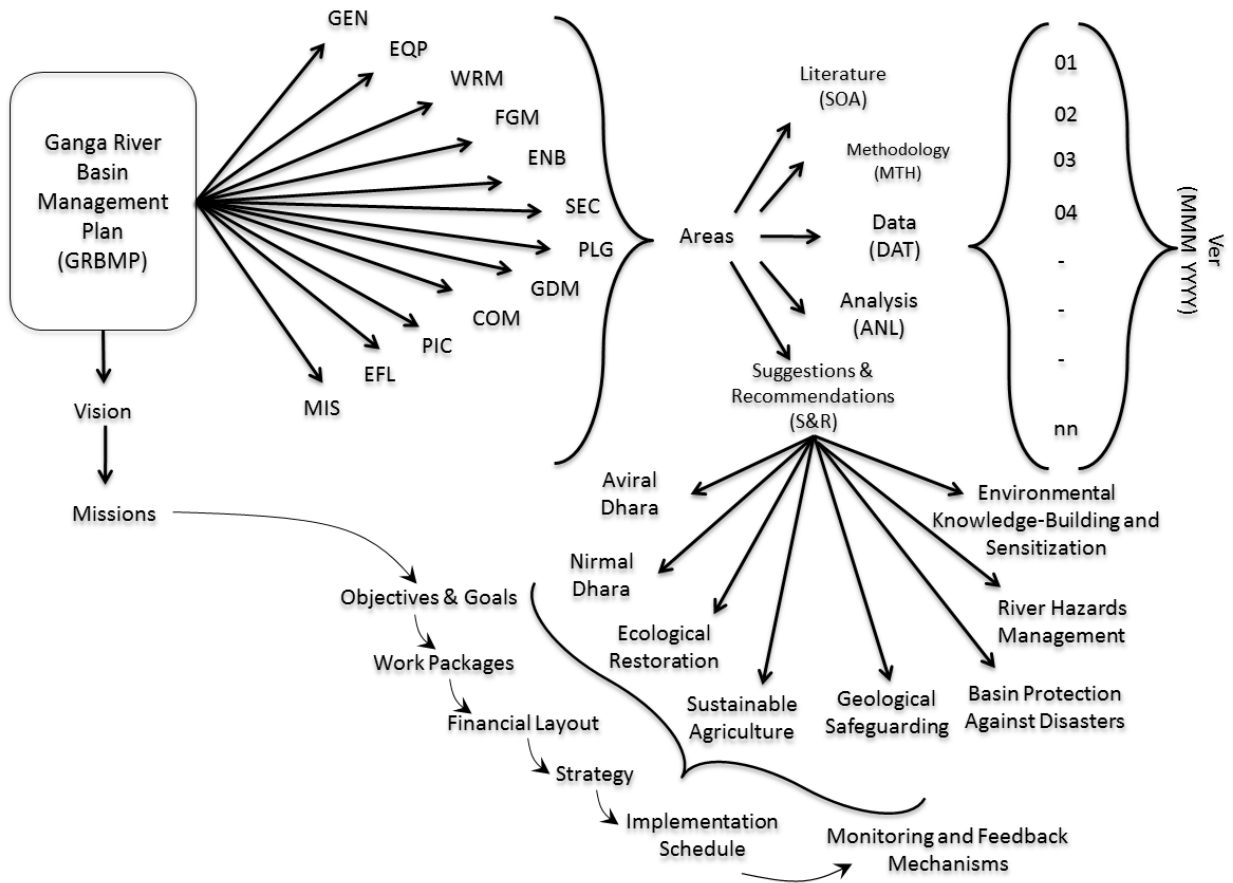 Ganga River
Basin
Management
Plan
(GRBMP)
GEN
EQP
WRM
FGM
ENB
SEC
PLG
GDM
COM
PIC
EFL
MIS
Vision
Missions
Areas
Literature
(SOA)
Methodology
(MTH)
Data
(DAT)
Analysis
(ANL)
Suggestions &
Recommendations
(S&R)
01
02
03
04
-
-
-
nn
Ver
(MMM YYYY)
Aviral
Dhara
Nirmal
Dhara
Ecological
Restoration
Sustainable
Agriculture
Geological
Safeguarding
Basin Protection
Against Disasters
River Hazards
Management
Environmental
Knowledge-Building and
Sensitization
Objectives & Goals
Work Packages
Financial Layout
Strategy
Implementation
Schedule
Monitoring and Feedback
Mechanisms